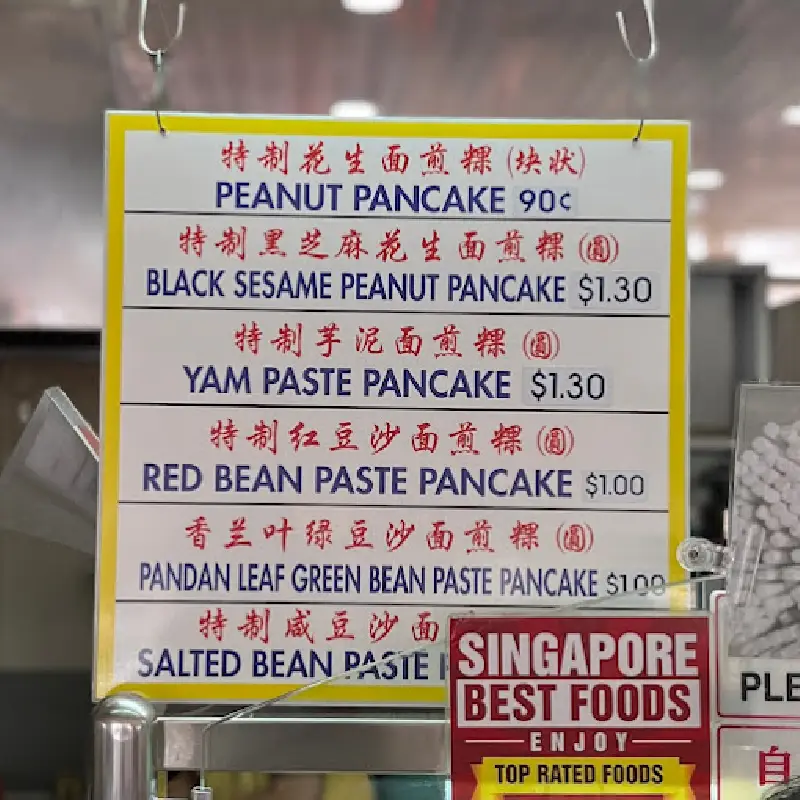 特制花生面煎粿(块状)
PEANUT PANCAKE 90¢
特制黑芝麻花生面煎粿(圆)
BLACK SESAME PEANUT PANCAKE $1.30
特制芋泥面煎粿(圆)
YAM PASTE PANCAKE $1.30
特制红豆沙面煎粿(圆)
RED BEAN PASTE PANCAKE $1.00
香兰叶绿豆沙面煎粿(圆)
PANDAN LEAF GREEN BEAN PASTE PANCAKE $1.00
特制咸豆沙面
SALTED BEAN PASTE
SINGAPORE
BEST FOODS
ENJOY
TOP RATED FOODS
PLE
自